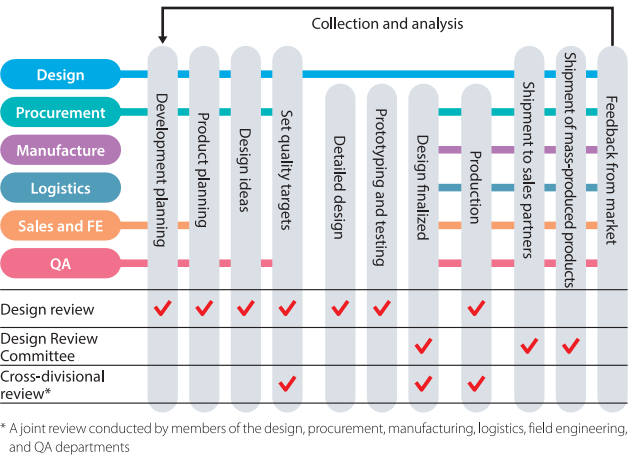 Collection and analysis
Design
Procurement
Manufacture
Logistics
Sales and FE
QA
Development planning
Product planning
Design ideas
Set quality targets
Detailed design
Prototyping and testing
Design finalized
Production
Shipment to sales partners
Shipment of mass-produced products
Feedback from market
Design review
Design Review
Committee
Cross-divisional
review*
* A joint review conducted by members of the design, procurement, manufacturing, logistics, field engineering,
and QA departments